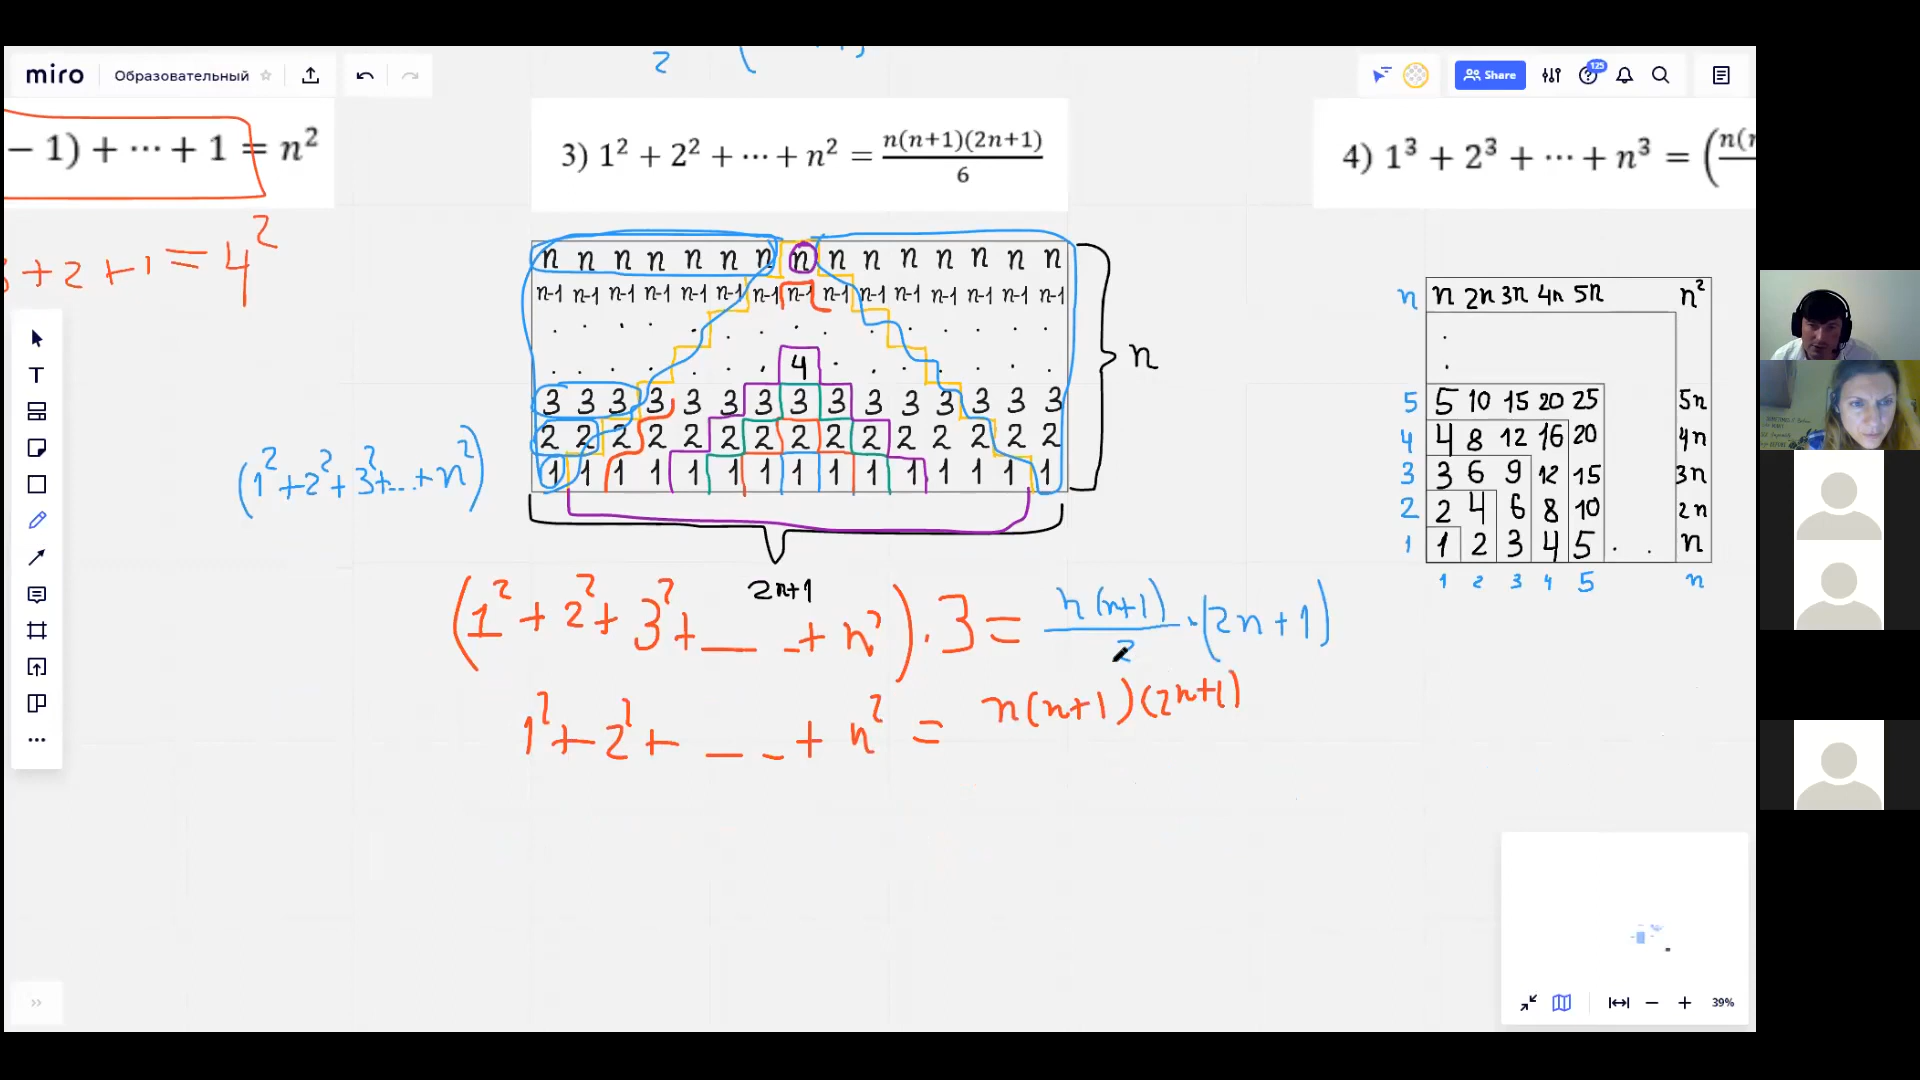 miro
Образовательный
Share
125
2
− 1) + ⋯ + 1 = n²
3) 1² + 2² + ⋯ + n² = n(n+1)(2n+1)/6
4) 1³ + 2³ + ⋯ + n³ =
+ 2 + 1 = 4²
n n n n n n n n n n n n n n n
n-1 n-1 n-1 n-1 n-1 n-1 n-1 n-1 n-1 n-1 n-1 n-1 n-1 n-1 n-1
. . . . . . . . . . .
. . . . . . 4 . . . . . .
3 3 3 3 3 3 3 3 3 3 3 3 3 3 3
2 2 2 2 2 2 2 2 2 2 2 2 2 2 2
1 1 1 1 1 1 1 1 1 1 1 1 1 1 1
n
2n+1
(1² + 2² + 3² + ... + n²)
(1² + 2² + 3² + _ _ + n²) · 3 = n(n+1)/2 · (2n + 1)
1² + 2² + _ _ + n² = n(n+1)(2n+1)
n n 2n 3n 4n 5n n²
.
.
5 5 10 15 20 25 5n
4 4 8 12 16 20 4n
3 3 6 9 12 15 3n
2 2 4 6 8 10 2n
1 1 2 3 4 5 . . n
1 2 3 4 5 n
T
39%